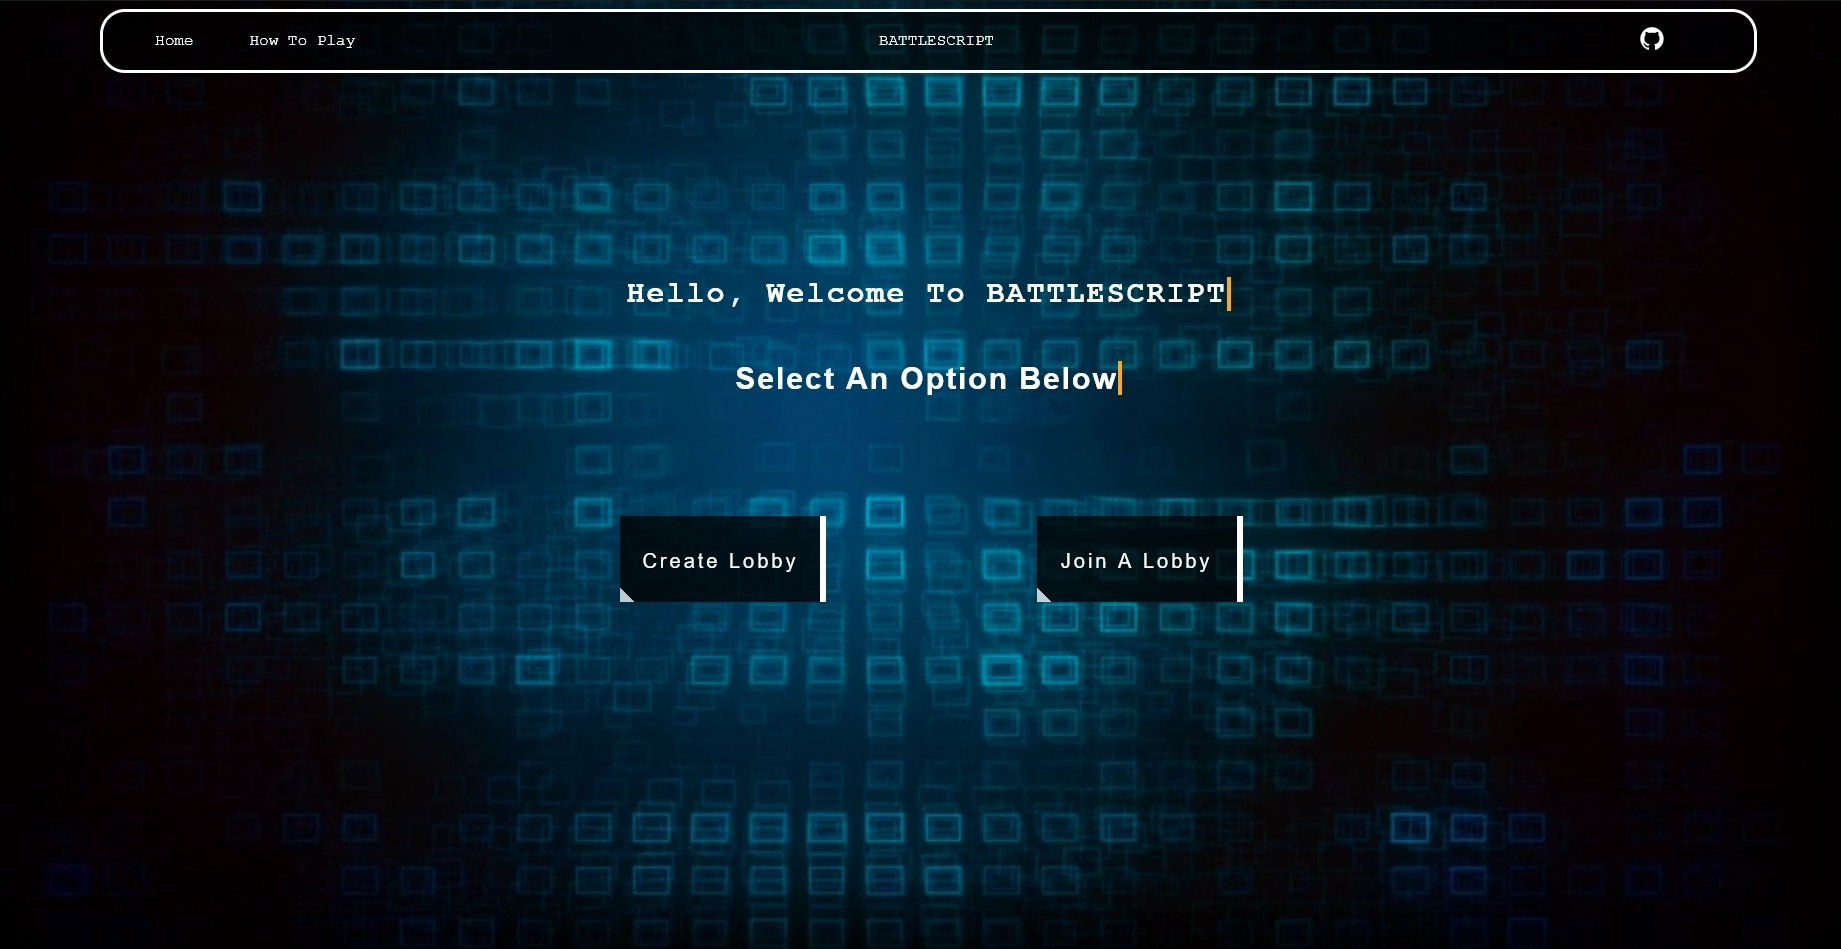 Home
How To Play
BATTLESCRIPT
Hello, Welcome To BATTLESCRIPT
Select An Option Below
Create Lobby
Join A Lobby